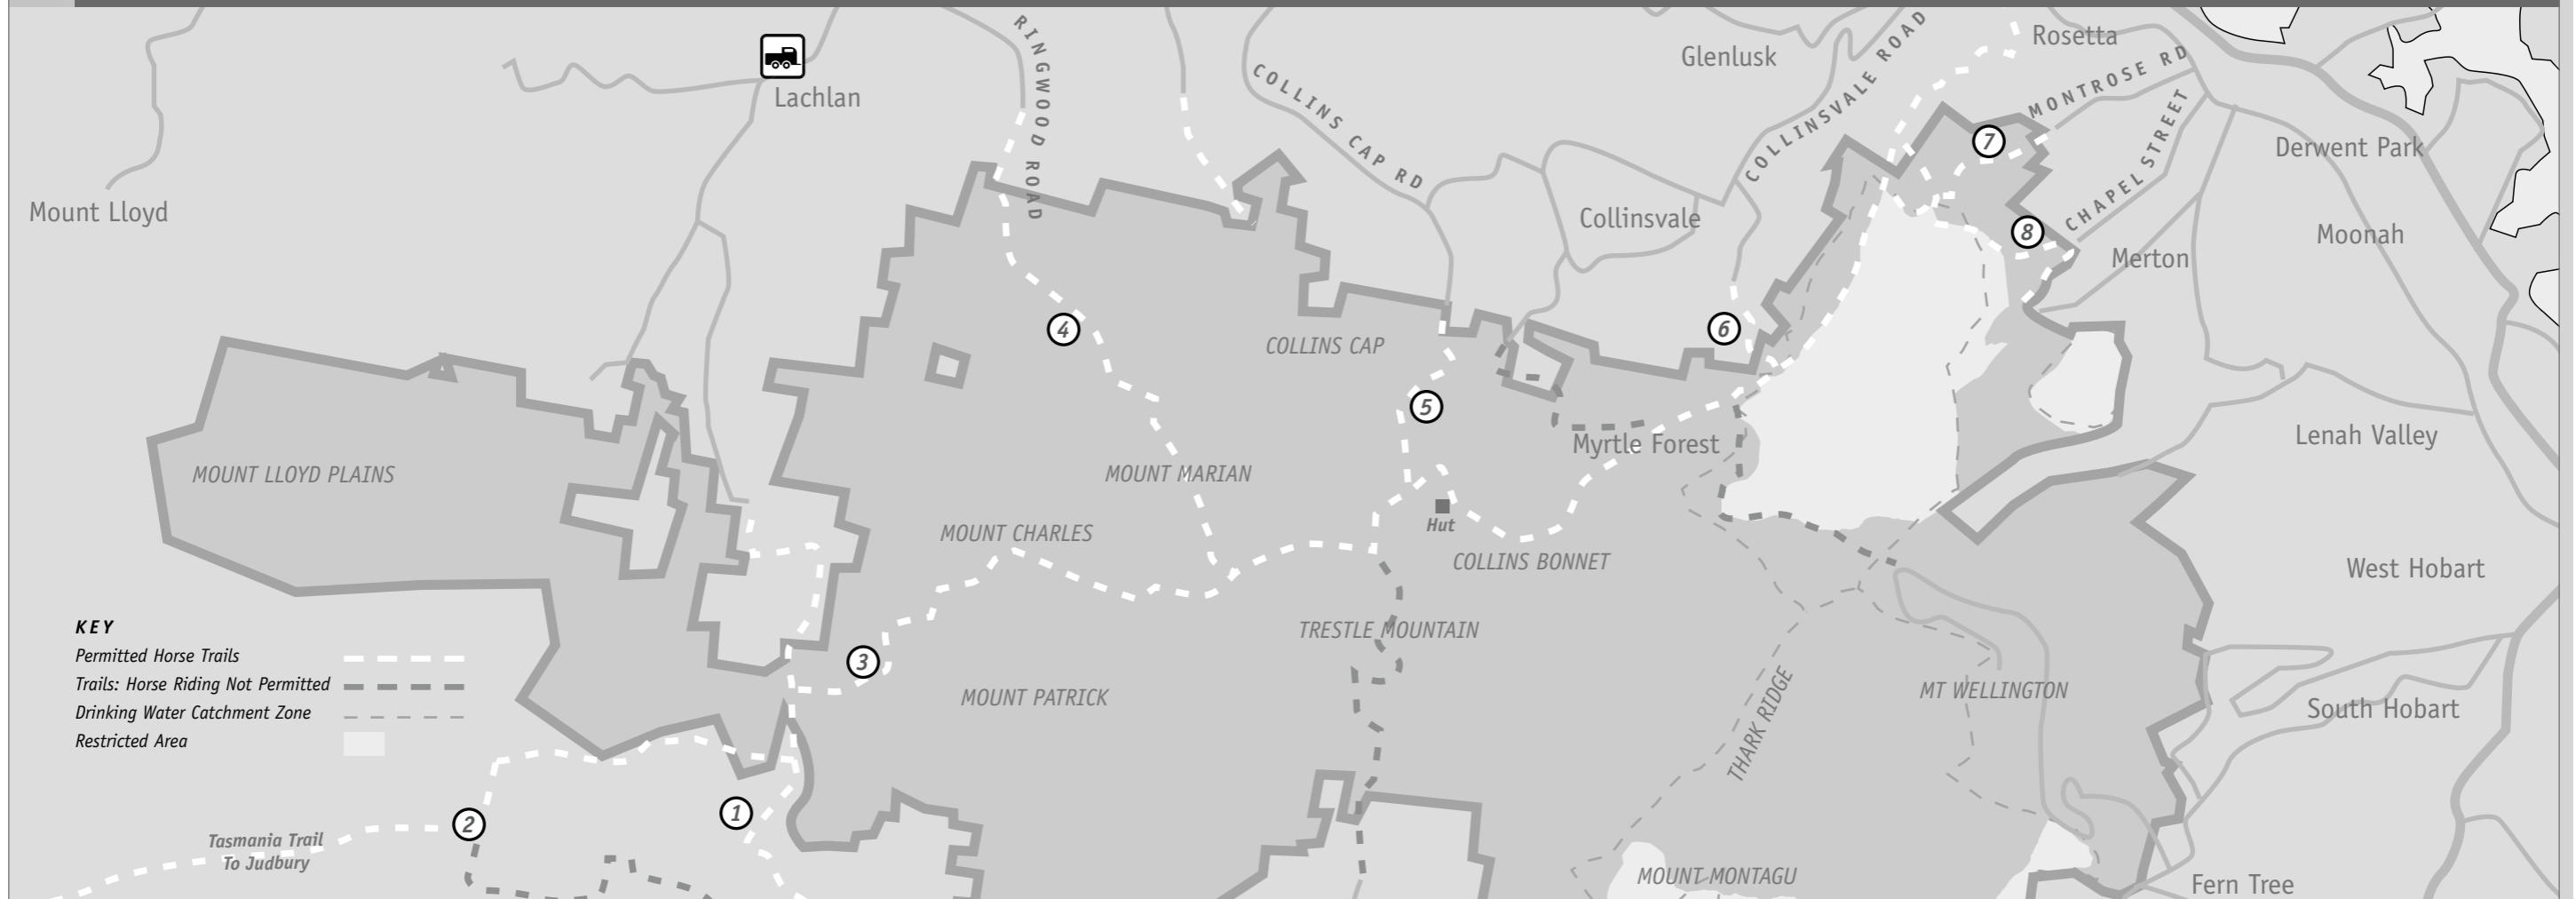 Rosetta
RINGWOOD ROAD
COLLINSVALE ROAD
Glenlusk
MONTROSE RD
COLLINS CAP RD
Lachlan
7
CHAPEL STREET
Derwent Park
Mount Lloyd
Collinsvale
8
Moonah
Merton
4
6
COLLINS CAP
5
Myrtle Forest
Lenah Valley
MOUNT LLOYD PLAINS
MOUNT MARIAN
Hut
MOUNT CHARLES
COLLINS BONNET
West Hobart
KEY
Permitted Horse Trails
Trails: Horse Riding Not Permitted
Drinking Water Catchment Zone
Restricted Area
TRESTLE MOUNTAIN
3
MOUNT PATRICK
THARK RIDGE
MT WELLINGTON
South Hobart
1
2
Tasmania Trail
To Judbury
MOUNT MONTAGU
Fern Tree